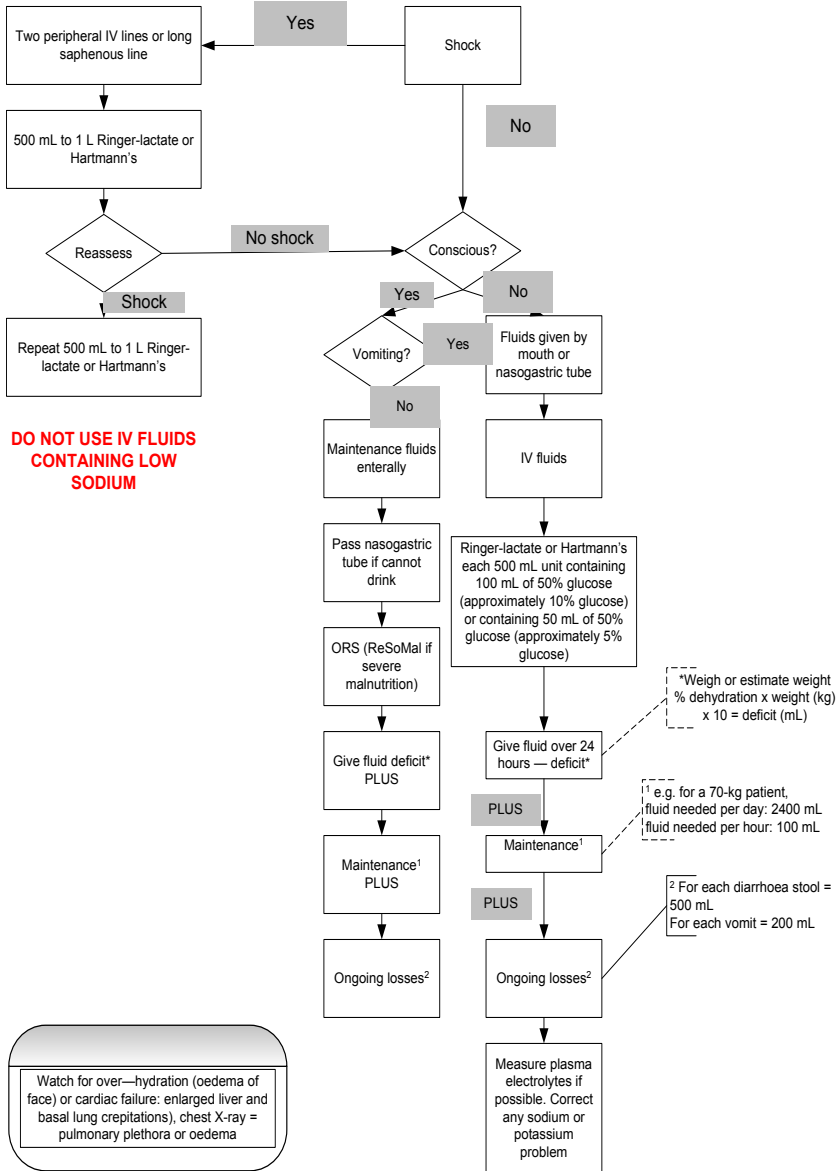 Yes
Two peripheral IV lines or long
saphenous line
Shock
No
500 mL to 1 L Ringer-lactate or
Hartmann's
Reassess
No shock
Conscious?
Shock
Yes
No
Repeat 500 mL to 1 L Ringer-
lactate or Hartmann's
Vomiting?
Yes
Fluids given by
mouth or
nasogastric tube
No
DO NOT USE IV FLUIDS
CONTAINING LOW
SODIUM
Maintenance fluids
enterally
IV fluids
Pass nasogastric
tube if cannot
drink
Ringer-lactate or Hartmann's
each 500 mL unit containing
100 mL of 50% glucose
(approximately 10% glucose)
or containing 50 mL of 50%
glucose (approximately 5%
glucose)
ORS (ReSoMal if
severe
malnutrition)
*Weigh or estimate weight
% dehydration x weight (kg)
x 10 = deficit (mL)
Give fluid deficit*
PLUS
Give fluid over 24
hours — deficit*
PLUS
1 e.g. for a 70-kg patient,
fluid needed per day: 2400 mL
fluid needed per hour: 100 mL
Maintenance1
PLUS
Maintenance1
PLUS
2 For each diarrhoea stool =
500 mL
For each vomit = 200 mL
Ongoing losses2
Ongoing losses2
Watch for over—hydration (oedema of
face) or cardiac failure: enlarged liver and
basal lung crepitations), chest X-ray =
pulmonary plethora or oedema
Measure plasma
electrolytes if
possible. Correct
any sodium or
potassium
problem